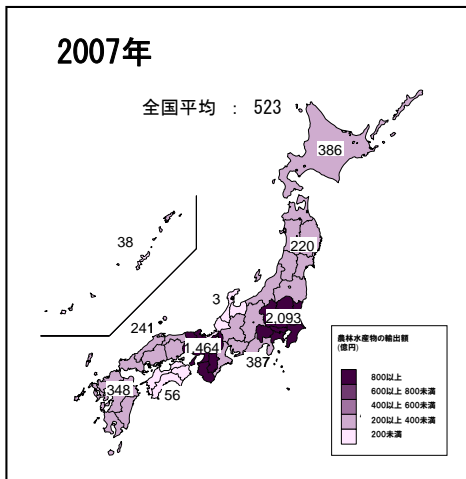 2007年
全国平均 : 523
386
38
220
3
2,093
241
1,464
387
348
56
農林水産物の輸出額
(億円)
800以上
600以上 800未満
400以上 600未満
200以上 400未満
200未満